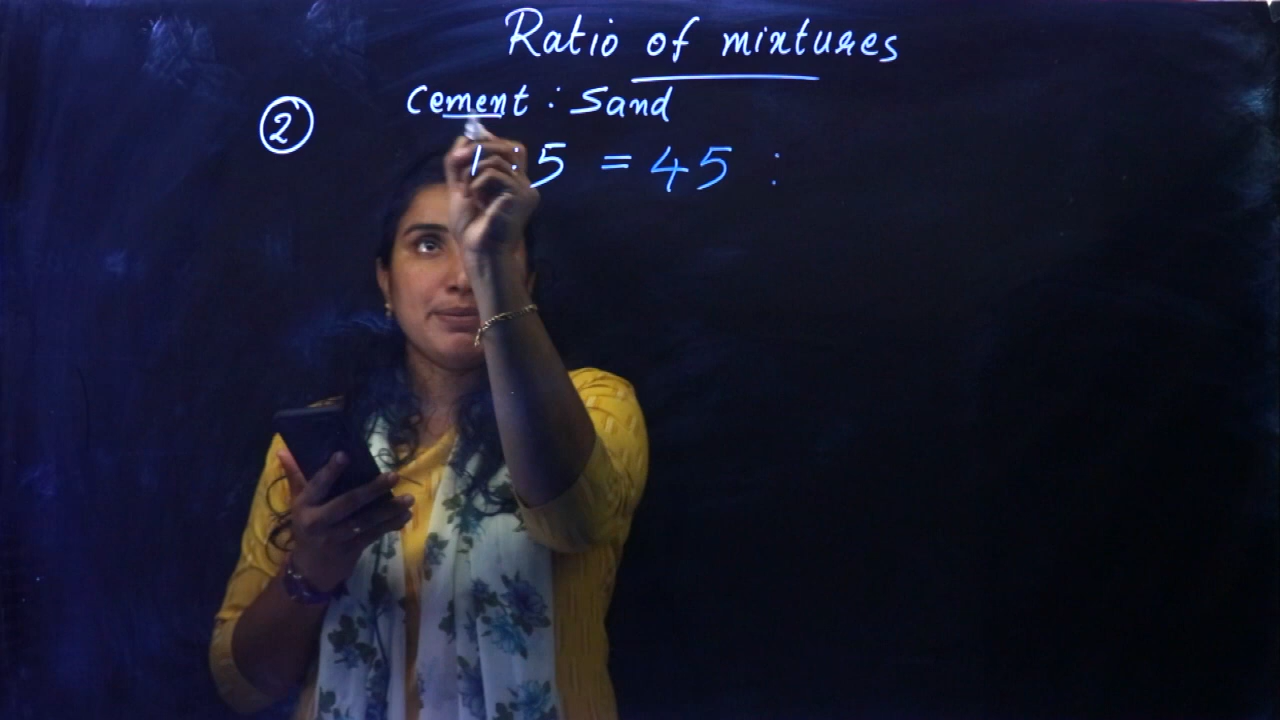 Ratio of mixtures
② Cement : Sand
1 : 5 = 45 :